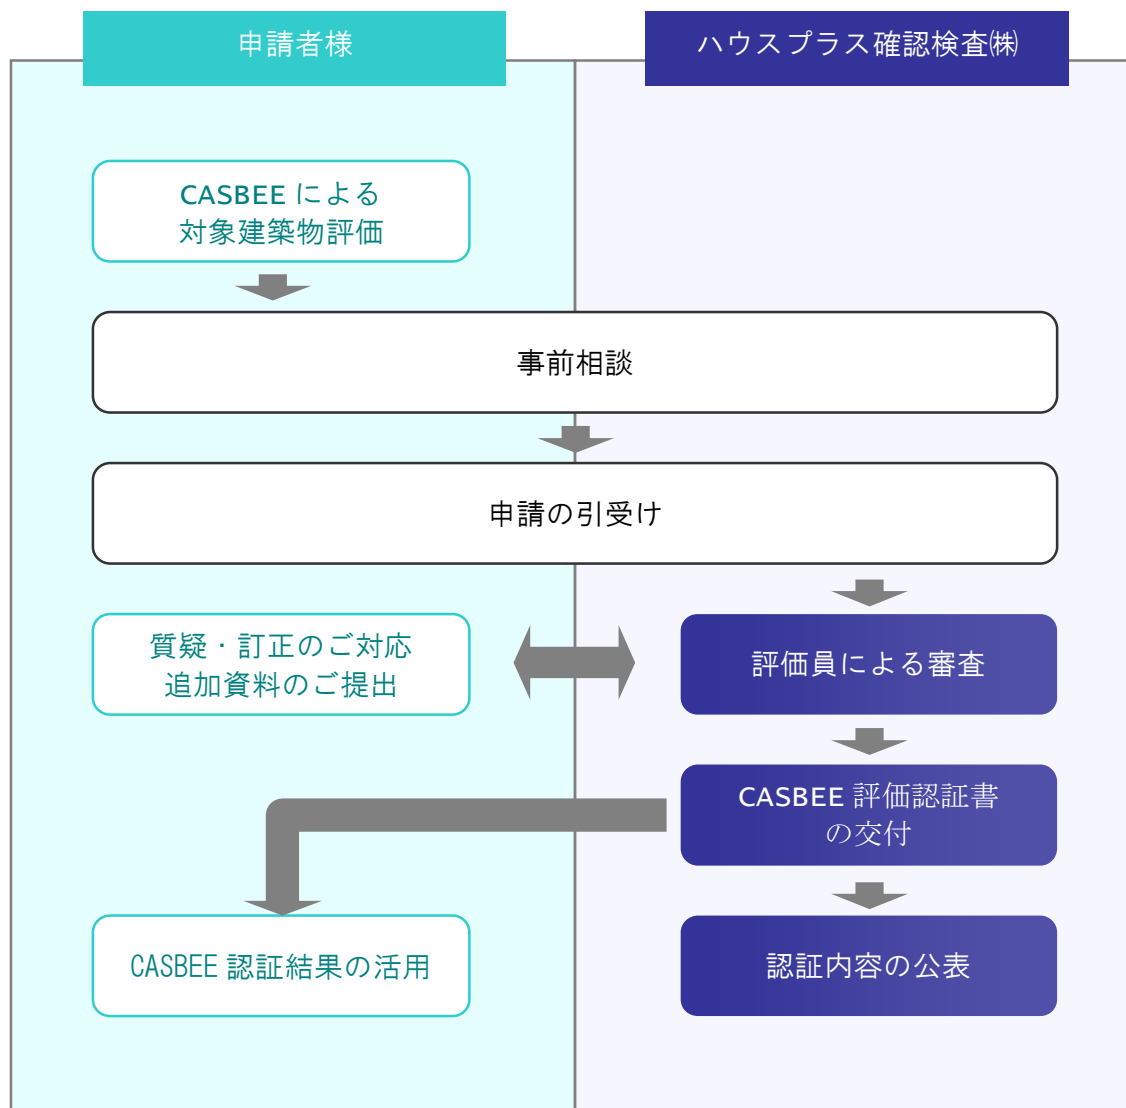 申請者様
ハウスプラス確認検査㈱
CASBEE による
対象建築物評価
事前相談
申請の引受け
質疑・訂正のご対応
追加資料のご提出
評価員による審査
CASBEE 評価認証書
の交付
CASBEE 認証結果の活用
認証内容の公表